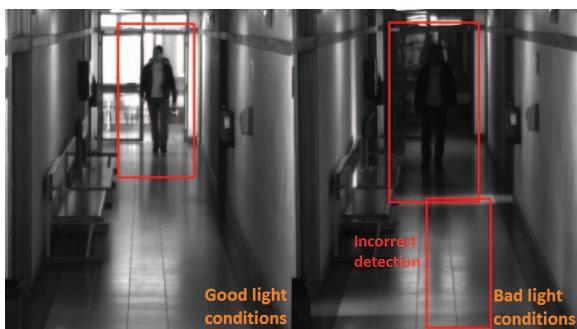 Good light
conditions
Incorrect
detection
Bad light
conditions